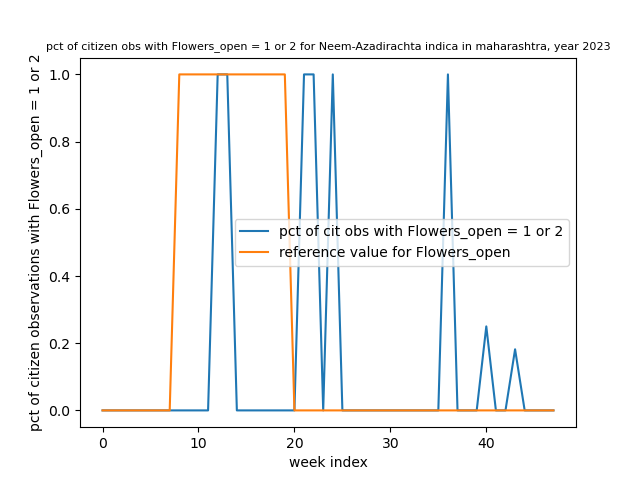 pct of citizen obs with Flowers_open = 1 or 2 for Neem-Azadirachta indica in maharashtra, year 2023
pct of citizen observations with Flowers_open = 1 or 2
1.0
0.8
0.6
0.4
0.2
0.0
pct of cit obs with Flowers_open = 1 or 2
reference value for Flowers_open
0 10 20 30 40
week index